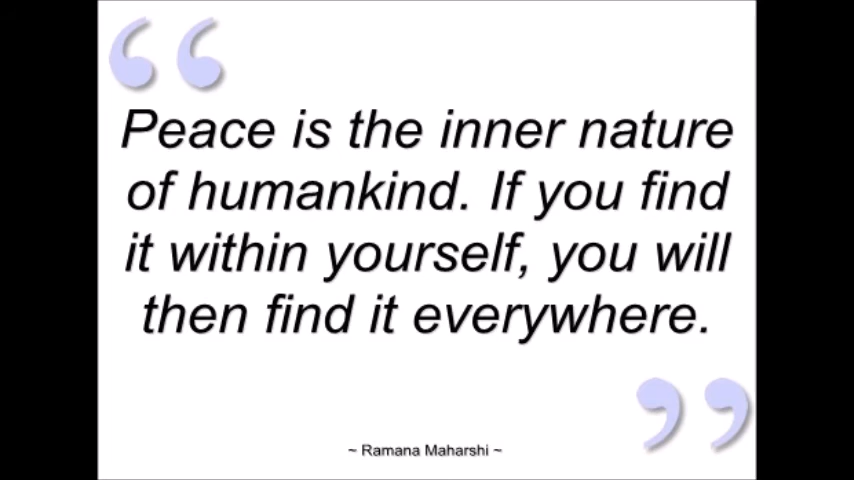 Peace is the inner nature
of humankind. If you find
it within yourself, you will
then find it everywhere.
~ Ramana Maharshi ~